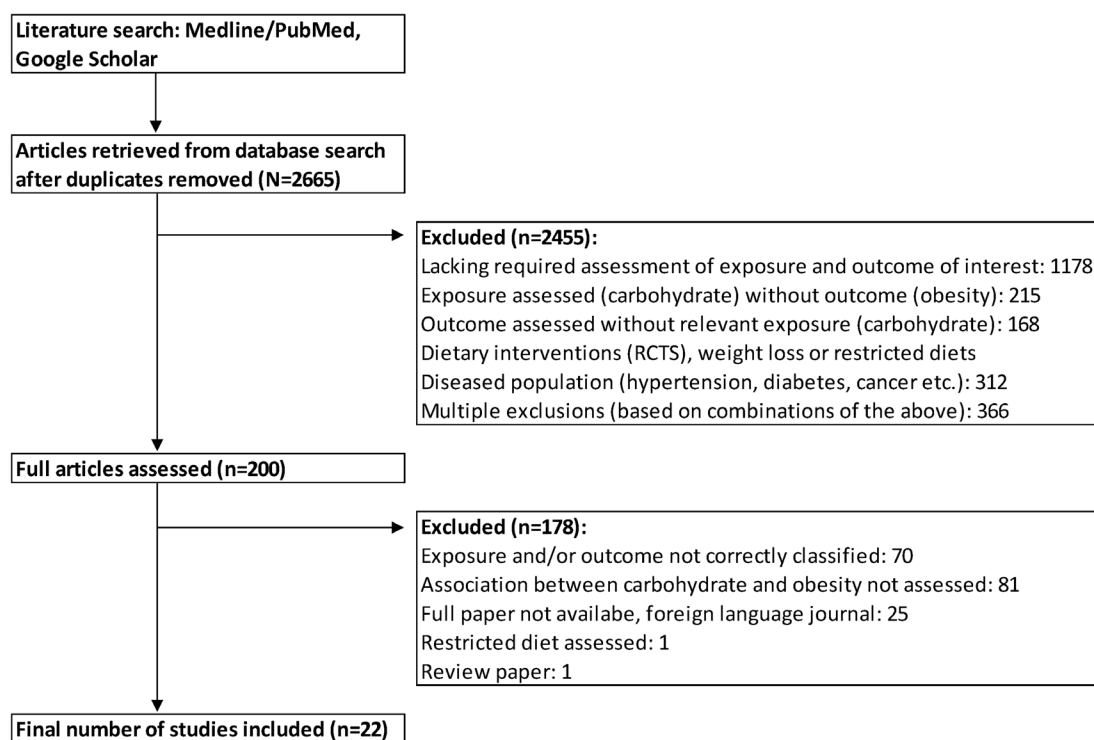 Literature search: Medline/PubMed,
Google Scholar
Articles retrieved from database search
after duplicates removed (N=2665)
Excluded (n=2455):
Lacking required assessment of exposure and outcome of interest: 1178
Exposure assessed (carbohydrate) without outcome (obesity): 215
Outcome assessed without relevant exposure (carbohydrate): 168
Dietary interventions (RCTS), weight loss or restricted diets
Diseased population (hypertension, diabetes, cancer etc.): 312
Multiple exclusions (based on combinations of the above): 366
Full articles assessed (n=200)
Excluded (n=178):
Exposure and/or outcome not correctly classified: 70
Association between carbohydrate and obesity not assessed: 81
Full paper not availabe, foreign language journal: 25
Restricted diet assessed: 1
Review paper: 1
Final number of studies included (n=22)